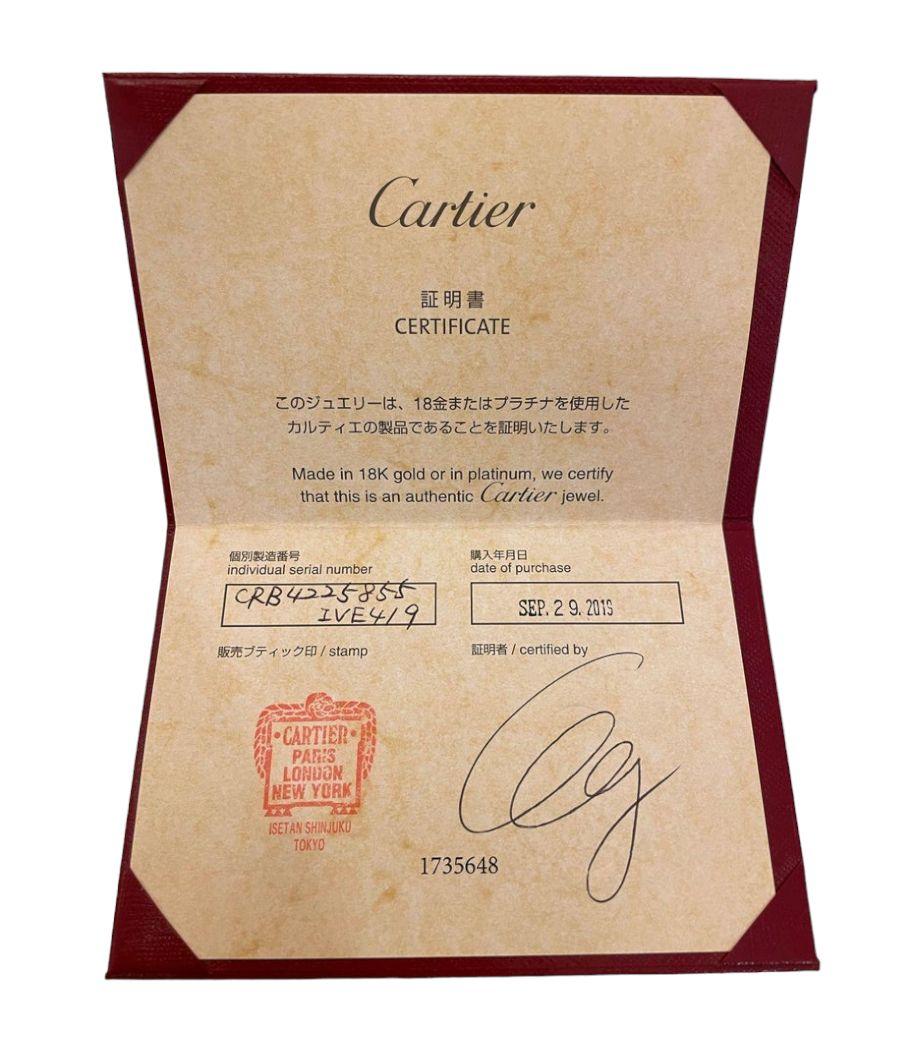 Cartier
証明書
CERTIFICATE
このジュエリーは、18金またはプラチナを使用した
カルティエの製品であることを証明いたします。
Made in 18K gold or in platinum, we certify
that this is an authentic Cartier jewel.
個別製造番号
individual serial number
CRB4225855
IVE419
購入年月日
date of purchase
SEP. 29. 2019
販売ブティック印 / stamp
証明者 / certified by
CARTIER
PARIS
LONDON
NEW YORK
ISETAN SHINJUKU
TOKYO
1735648